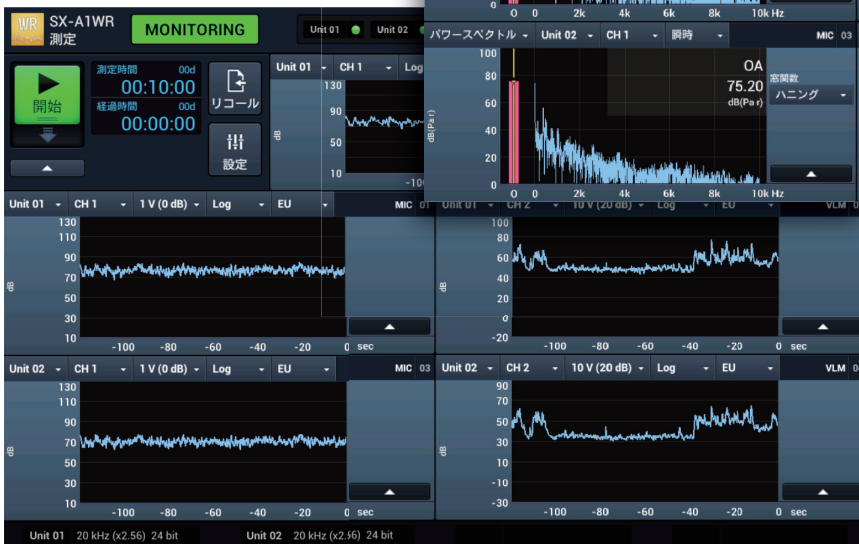 WR
SX-A1WR
測定
MONITORING
Unit 01
Unit 02
0 0 2k 4k 6k 8k 10k Hz
パワースペクトル Unit 02 CH 1 瞬時 MIC 03
開始
測定時間 00d
00:10:00
経過時間 00d
00:00:00
リコール
設定
Unit 01 CH 1 Log
130
90
50
10
dB
-100
100
80
60
40
20
0
dB(Pa r)
OA
75.20
dB(Pa r)
窓関数
ハニング
0 0 2k 4k 6k 8k 10k Hz
Unit 01 CH 1 1 V (0 dB) Log EU MIC 01
130
110
90
70
50
30
10
dB
-100 -80 -60 -40 -20 0 sec
Unit 01 CH 2 10 V (20 dB) Log EU VLM 02
100
80
60
40
20
0
-20
dB
-100 -80 -60 -40 -20 0 sec
Unit 02 CH 1 1 V (0 dB) Log EU MIC 03
130
110
90
70
50
30
10
dB
-100 -80 -60 -40 -20 0 sec
Unit 02 CH 2 10 V (20 dB) Log EU VLM
90
70
50
30
10
-10
-30
dB
-100 -80 -60 -40 -20 0 sec
Unit 01 20 kHz (x2.56) 24 bit
Unit 02 20 kHz (x2.56) 24 bit